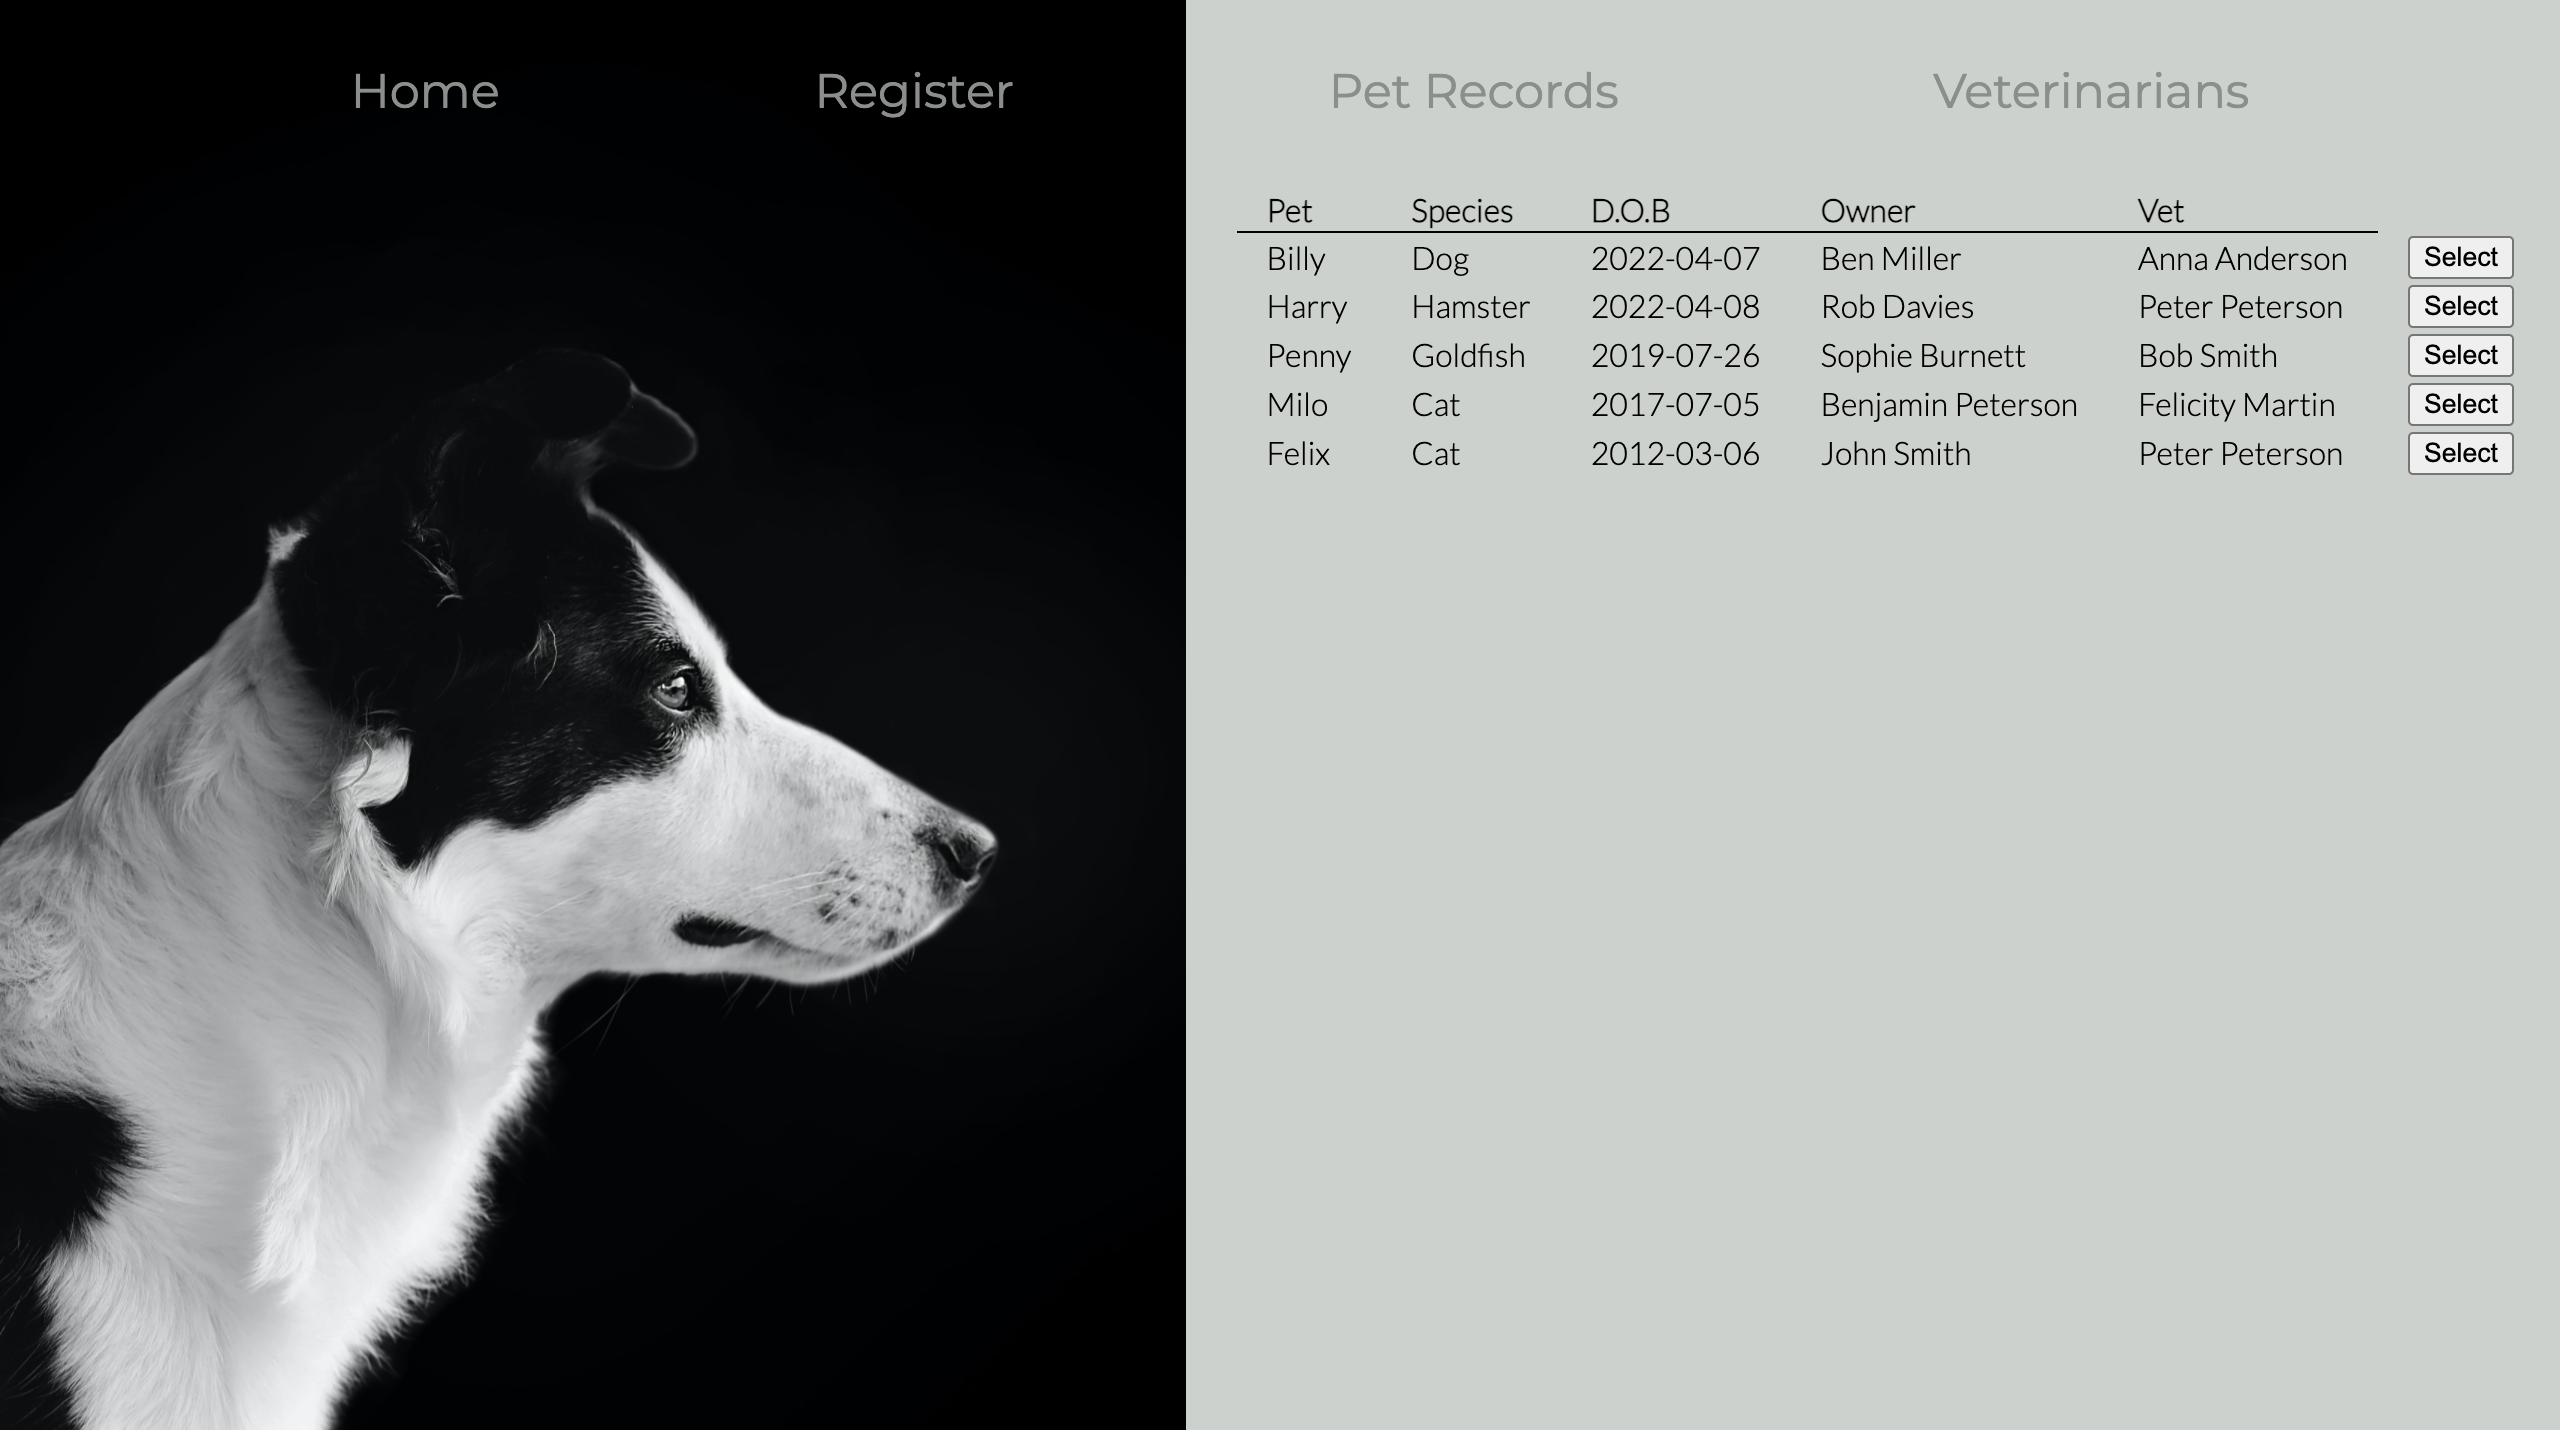 Home Register Pet Records Veterinarians
Pet Species D.O.B Owner Vet
Billy Dog 2022-04-07 Ben Miller Anna Anderson Select
Harry Hamster 2022-04-08 Rob Davies Peter Peterson Select
Penny Goldfish 2019-07-26 Sophie Burnett Bob Smith Select
Milo Cat 2017-07-05 Benjamin Peterson Felicity Martin Select
Felix Cat 2012-03-06 John Smith Peter Peterson Select